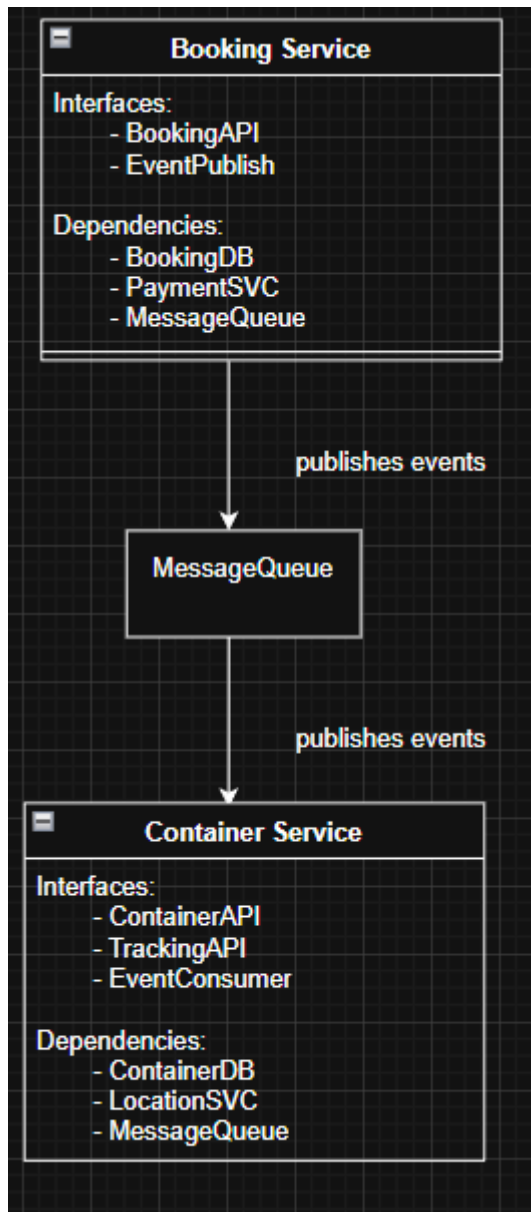 Booking Service
Interfaces:
- BookingAPI
- EventPublish
Dependencies:
- BookingDB
- PaymentSVC
- MessageQueue
publishes events
MessageQueue
publishes events
Container Service
Interfaces:
- ContainerAPI
- TrackingAPI
- EventConsumer
Dependencies:
- ContainerDB
- LocationSVC
- MessageQueue